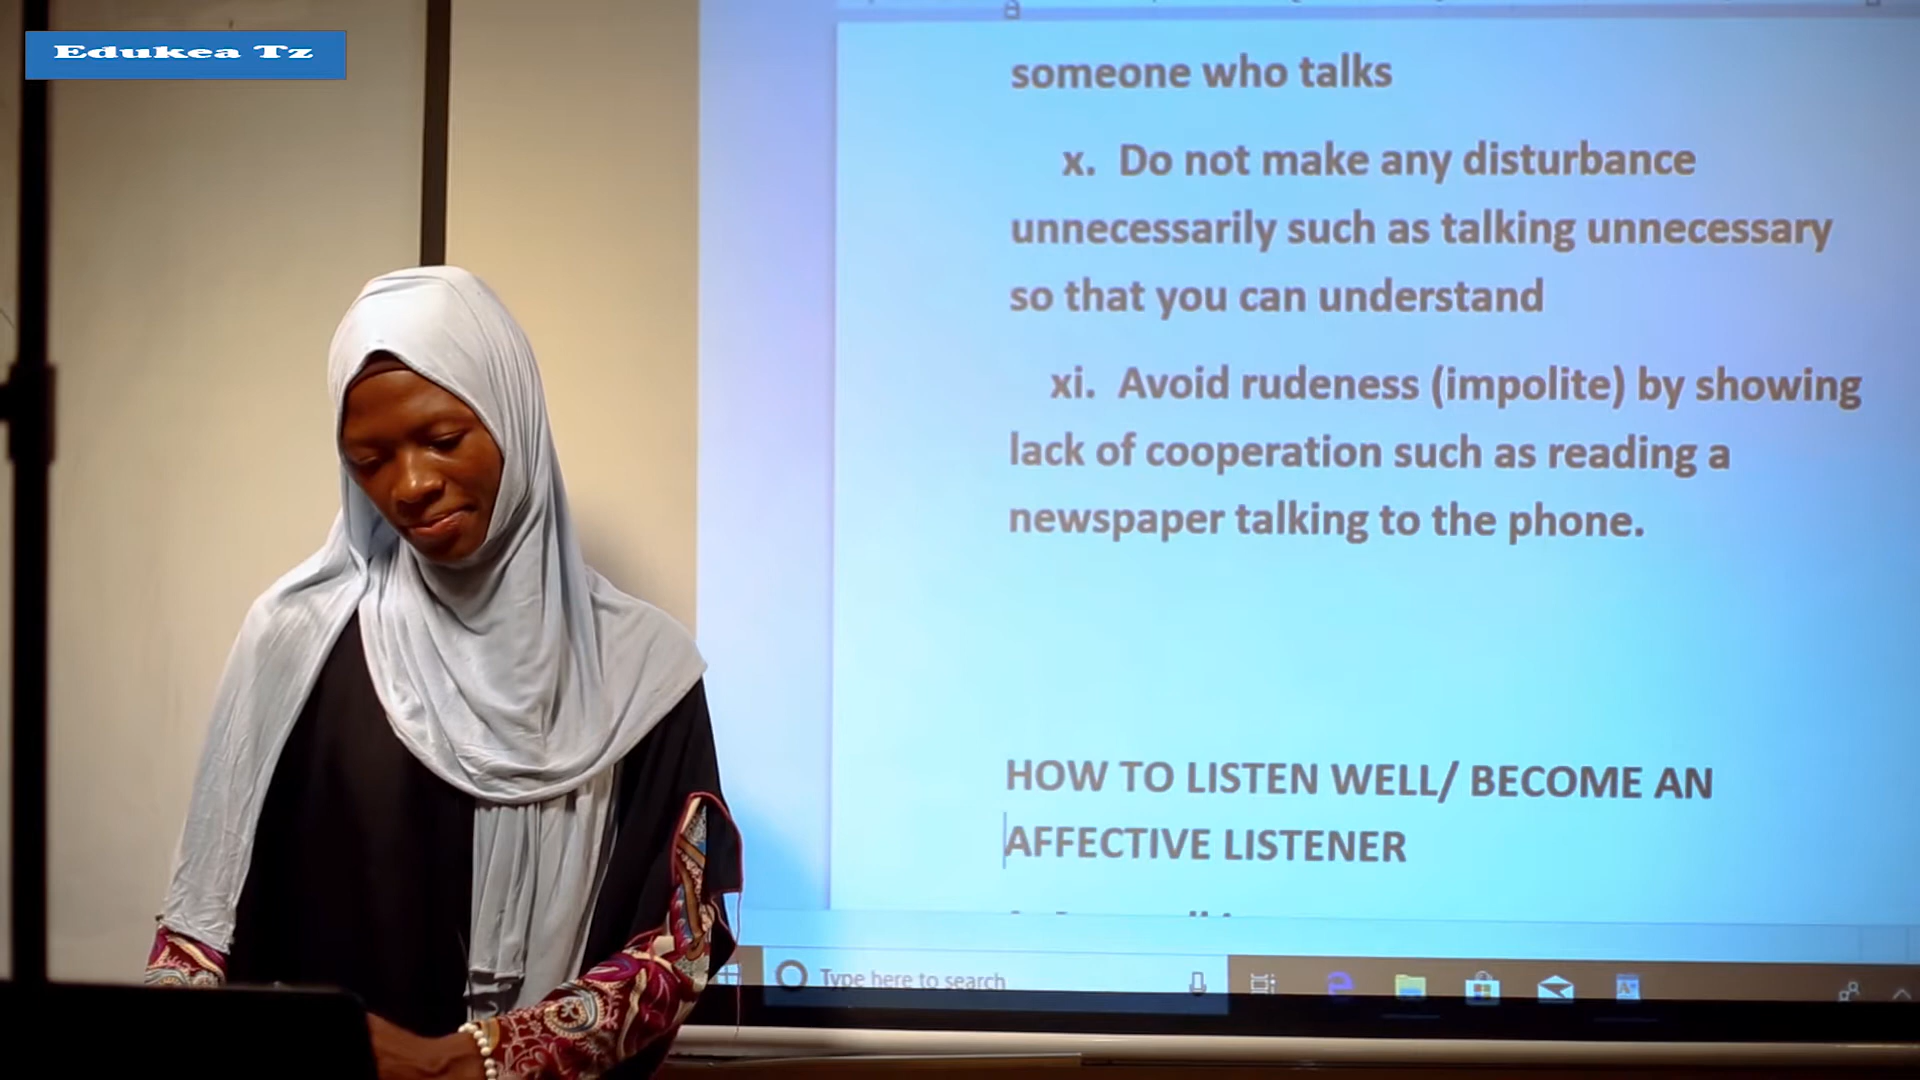 Edukea Tz
someone who talks
x. Do not make any disturbance
unnecessarily such as talking unnecessary
so that you can understand
xi. Avoid rudeness (impolite) by showing
lack of cooperation such as reading a
newspaper talking to the phone.
HOW TO LISTEN WELL/ BECOME AN
AFFECTIVE LISTENER
Type here to search